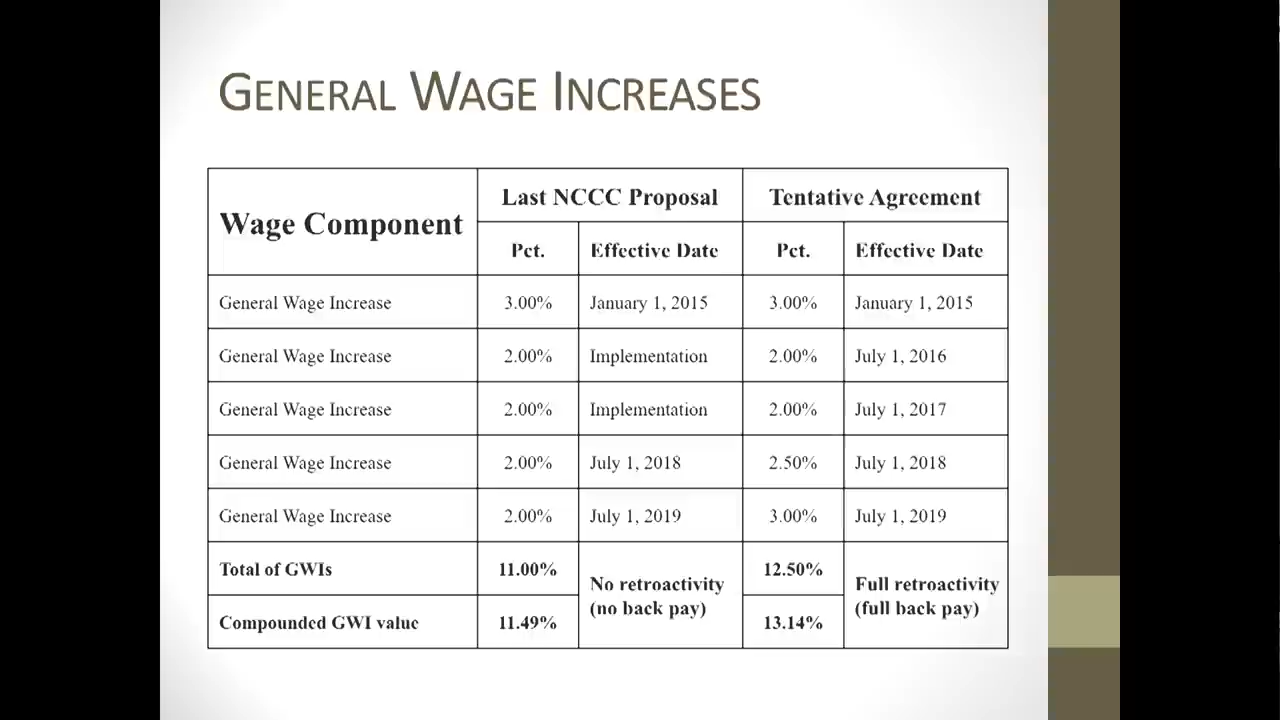 GENERAL WAGE INCREASES
Wage Component
Last NCCC Proposal
Tentative Agreement
Pct.
Effective Date
Pct.
Effective Date
General Wage Increase
3.00%
January 1, 2015
3.00%
January 1, 2015
General Wage Increase
2.00%
Implementation
2.00%
July 1, 2016
General Wage Increase
2.00%
Implementation
2.00%
July 1, 2017
General Wage Increase
2.00%
July 1, 2018
2.50%
July 1, 2018
General Wage Increase
2.00%
July 1, 2019
3.00%
July 1, 2019
Total of GWIs
11.00%
No retroactivity
(no back pay)
12.50%
Full retroactivity
(full back pay)
Compounded GWI value
11.49%
13.14%